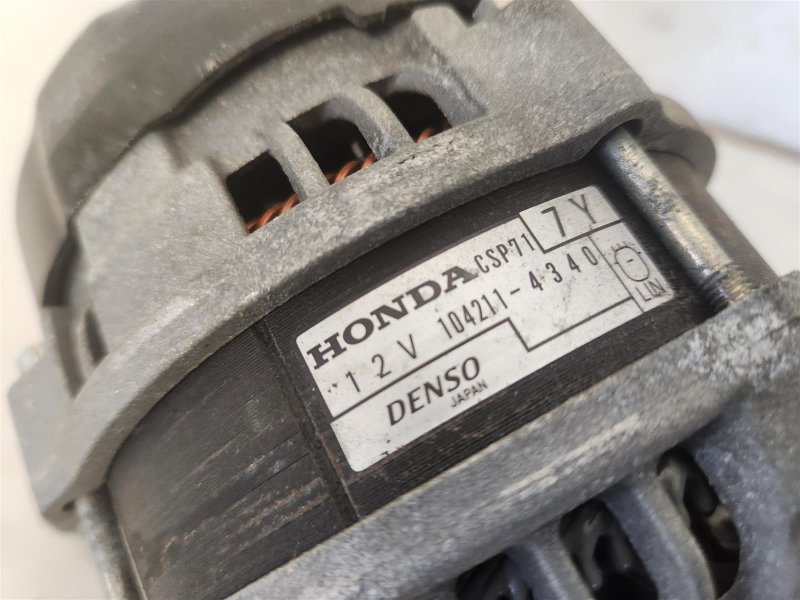 HONDA CSP71 7Y
12V 104211-4340
DENSO
JAPAN
LIN